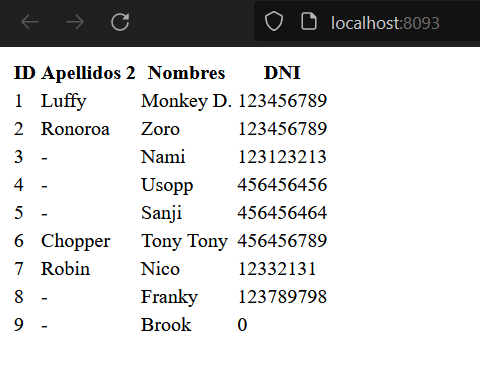 localhost:8093
ID Apellidos 2 Nombres DNI
1 Luffy Monkey D. 123456789
2 Ronoroa Zoro 123456789
3 - Nami 123123213
4 - Usopp 456456456
5 - Sanji 456456464
6 Chopper Tony Tony 456456789
7 Robin Nico 12332131
8 - Franky 123789798
9 - Brook 0